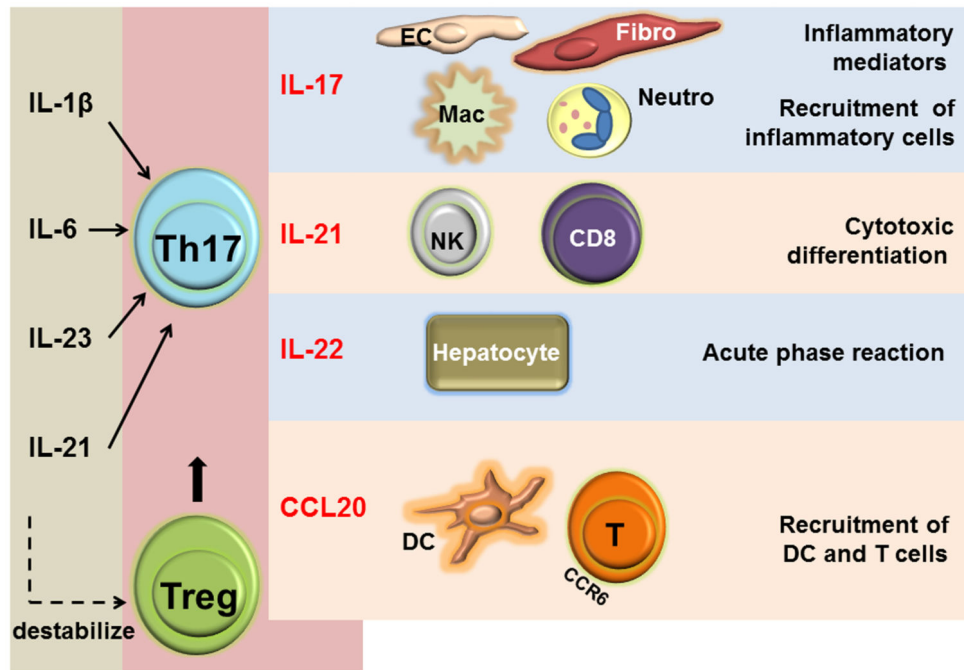 IL-1β
IL-6
IL-23
IL-21
destabilize
Th17
Treg
IL-17
EC
Fibro
Mac
Neutro
Inflammatory
mediators
Recruitment of
inflammatory cells
IL-21
NK
CD8
Cytotoxic
differentiation
IL-22
Hepatocyte
Acute phase reaction
CCL20
DC
T
CCR6
Recruitment of
DC and T cells